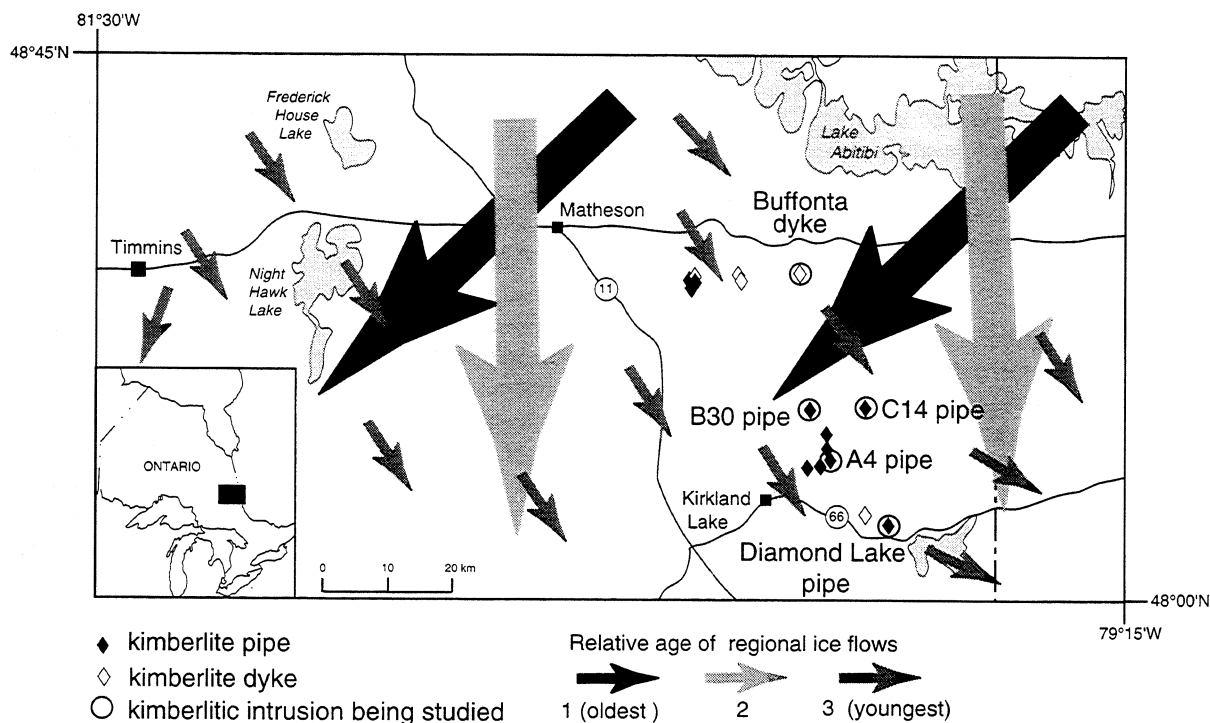 81°30'W
48°45'N
Frederick
House
Lake
Lake
Abitibi
Buffonta
dyke
Matheson
Timmins
Night
Hawk
Lake
11
B30 pipe
C14 pipe
A4 pipe
ONTARIO
Kirkland
Lake
66
Diamond Lake
pipe
0 10 20 km
48°00'N
79°15'W
kimberlite pipe
kimberlite dyke
kimberlitic intrusion being studied
Relative age of regional ice flows
1 (oldest )
2
3 (youngest)